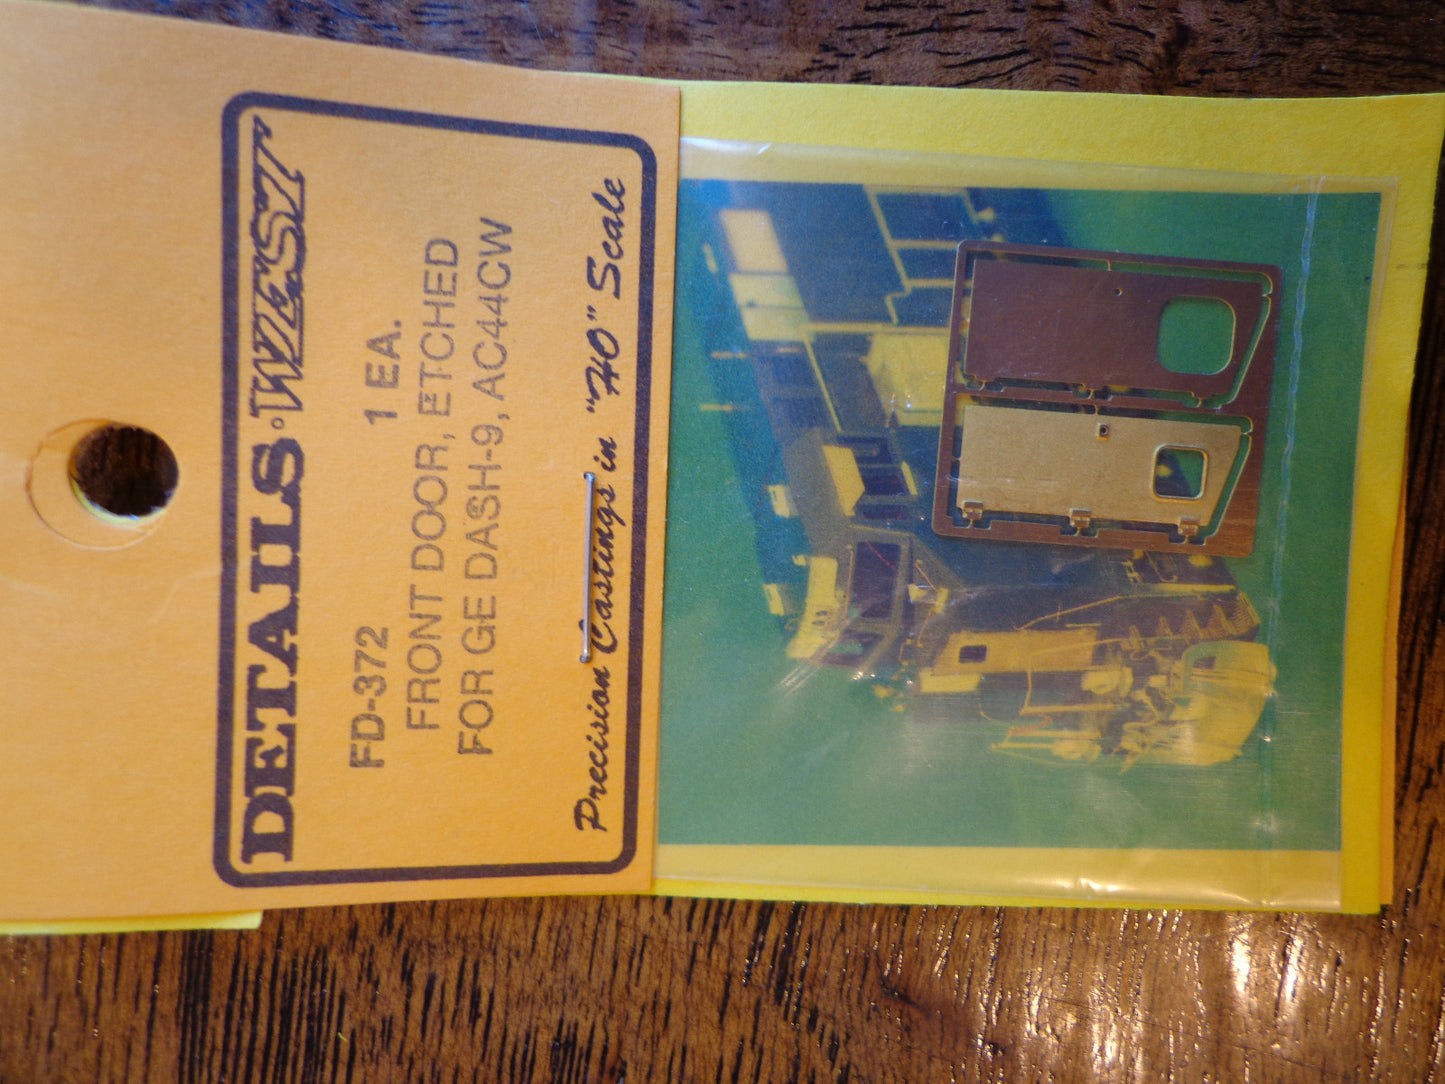 DETAILS·WEST
FD-372 1 EA.
FRONT DOOR, ETCHED
FOR GE DASH-9, AC44CW
Precision Castings in "HO" Scale